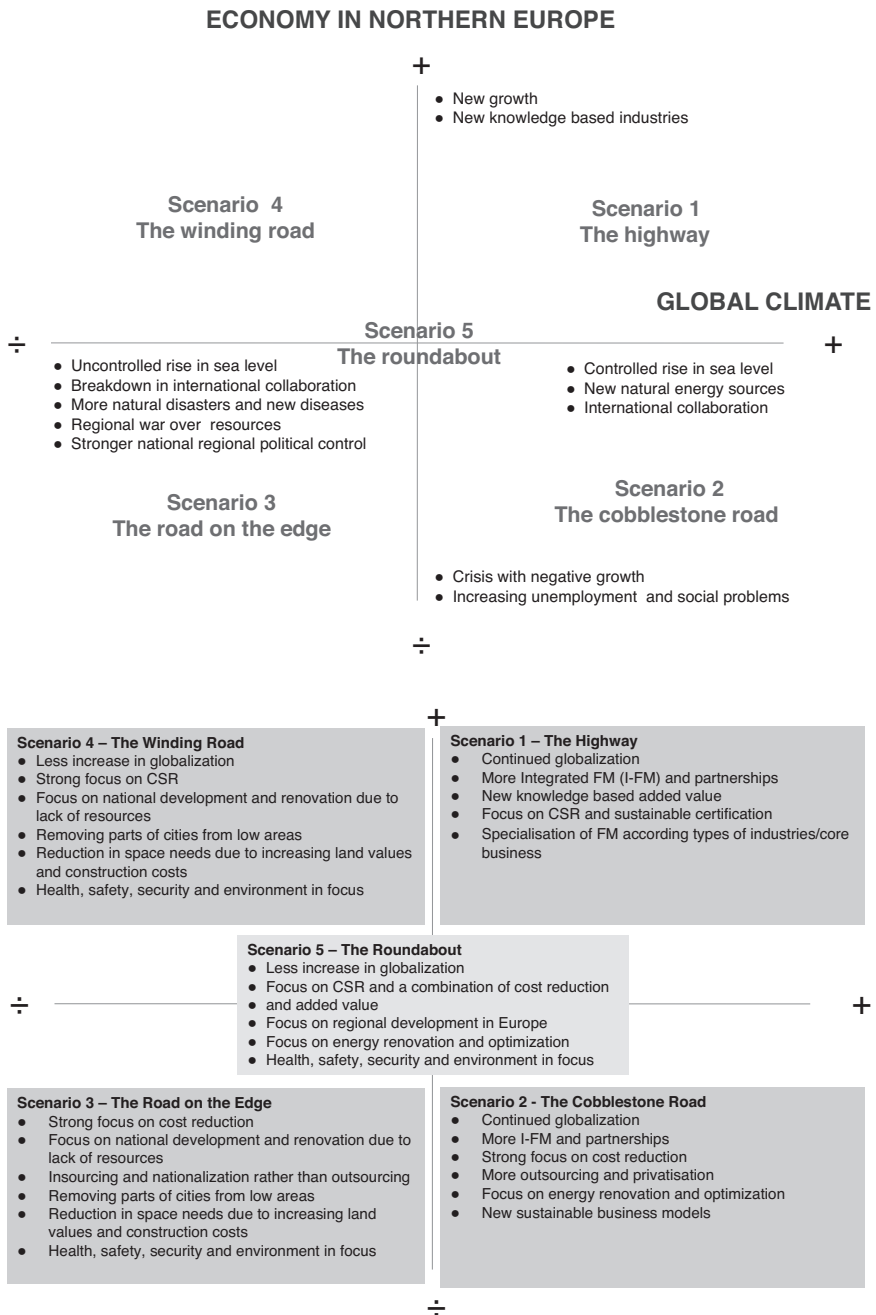 ECONOMY IN NORTHERN EUROPE
+
● New growth
● New knowledge based industries
Scenario 4
The winding road
Scenario 1
The highway
GLOBAL CLIMATE
÷
Scenario 5
The roundabout
+
● Uncontrolled rise in sea level
● Breakdown in international collaboration
● More natural disasters and new diseases
● Regional war over resources
● Stronger national regional political control
● Controlled rise in sea level
● New natural energy sources
● International collaboration
Scenario 3
The road on the edge
Scenario 2
The cobblestone road
● Crisis with negative growth
● Increasing unemployment and social problems
÷
+
Scenario 4 – The Winding Road
● Less increase in globalization
● Strong focus on CSR
● Focus on national development and renovation due to
lack of resources
● Removing parts of cities from low areas
● Reduction in space needs due to increasing land values
and construction costs
● Health, safety, security and environment in focus
Scenario 1 – The Highway
● Continued globalization
● More Integrated FM (I-FM) and partnerships
● New knowledge based added value
● Focus on CSR and sustainable certification
● Specialisation of FM according types of industries/core
business
Scenario 5 – The Roundabout
● Less increase in globalization
● Focus on CSR and a combination of cost reduction
● and added value
● Focus on regional development in Europe
● Focus on energy renovation and optimization
● Health, safety, security and environment in focus
÷
+
Scenario 3 – The Road on the Edge
● Strong focus on cost reduction
● Focus on national development and renovation due to
lack of resources
● Insourcing and nationalization rather than outsourcing
● Removing parts of cities from low areas
● Reduction in space needs due to increasing land
values and construction costs
● Health, safety, security and environment in focus
Scenario 2 - The Cobblestone Road
● Continued globalization
● More I-FM and partnerships
● Strong focus on cost reduction
● More outsourcing and privatisation
● Focus on energy renovation and optimization
● New sustainable business models
÷